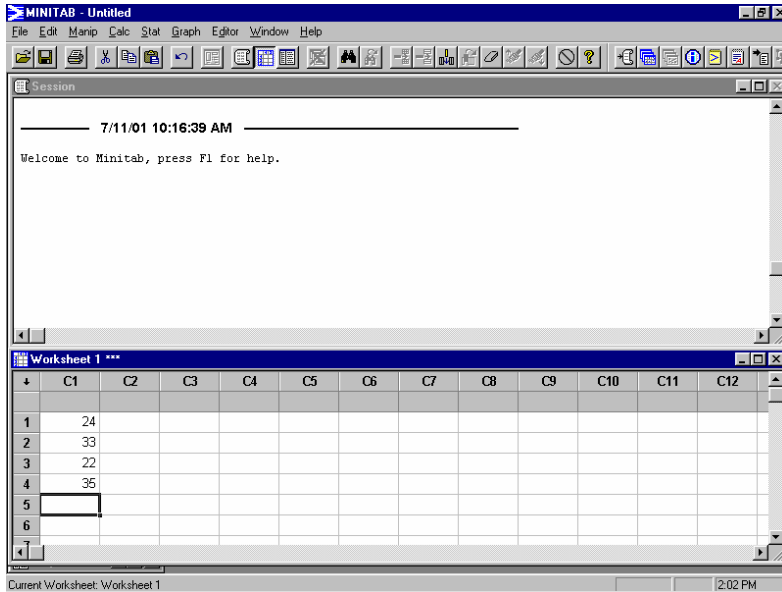 MINITAB - Untitled
File Edit Manip Calc Stat Graph Editor Window Help
Session
7/11/01 10:16:39 AM
Welcome to Minitab, press F1 for help.
Worksheet 1 ***
C1 C2 C3 C4 C5 C6 C7 C8 C9 C10 C11 C12
1 24
2 33
3 22
4 35
5
6
7
Current Worksheet: Worksheet 1 2:02 PM